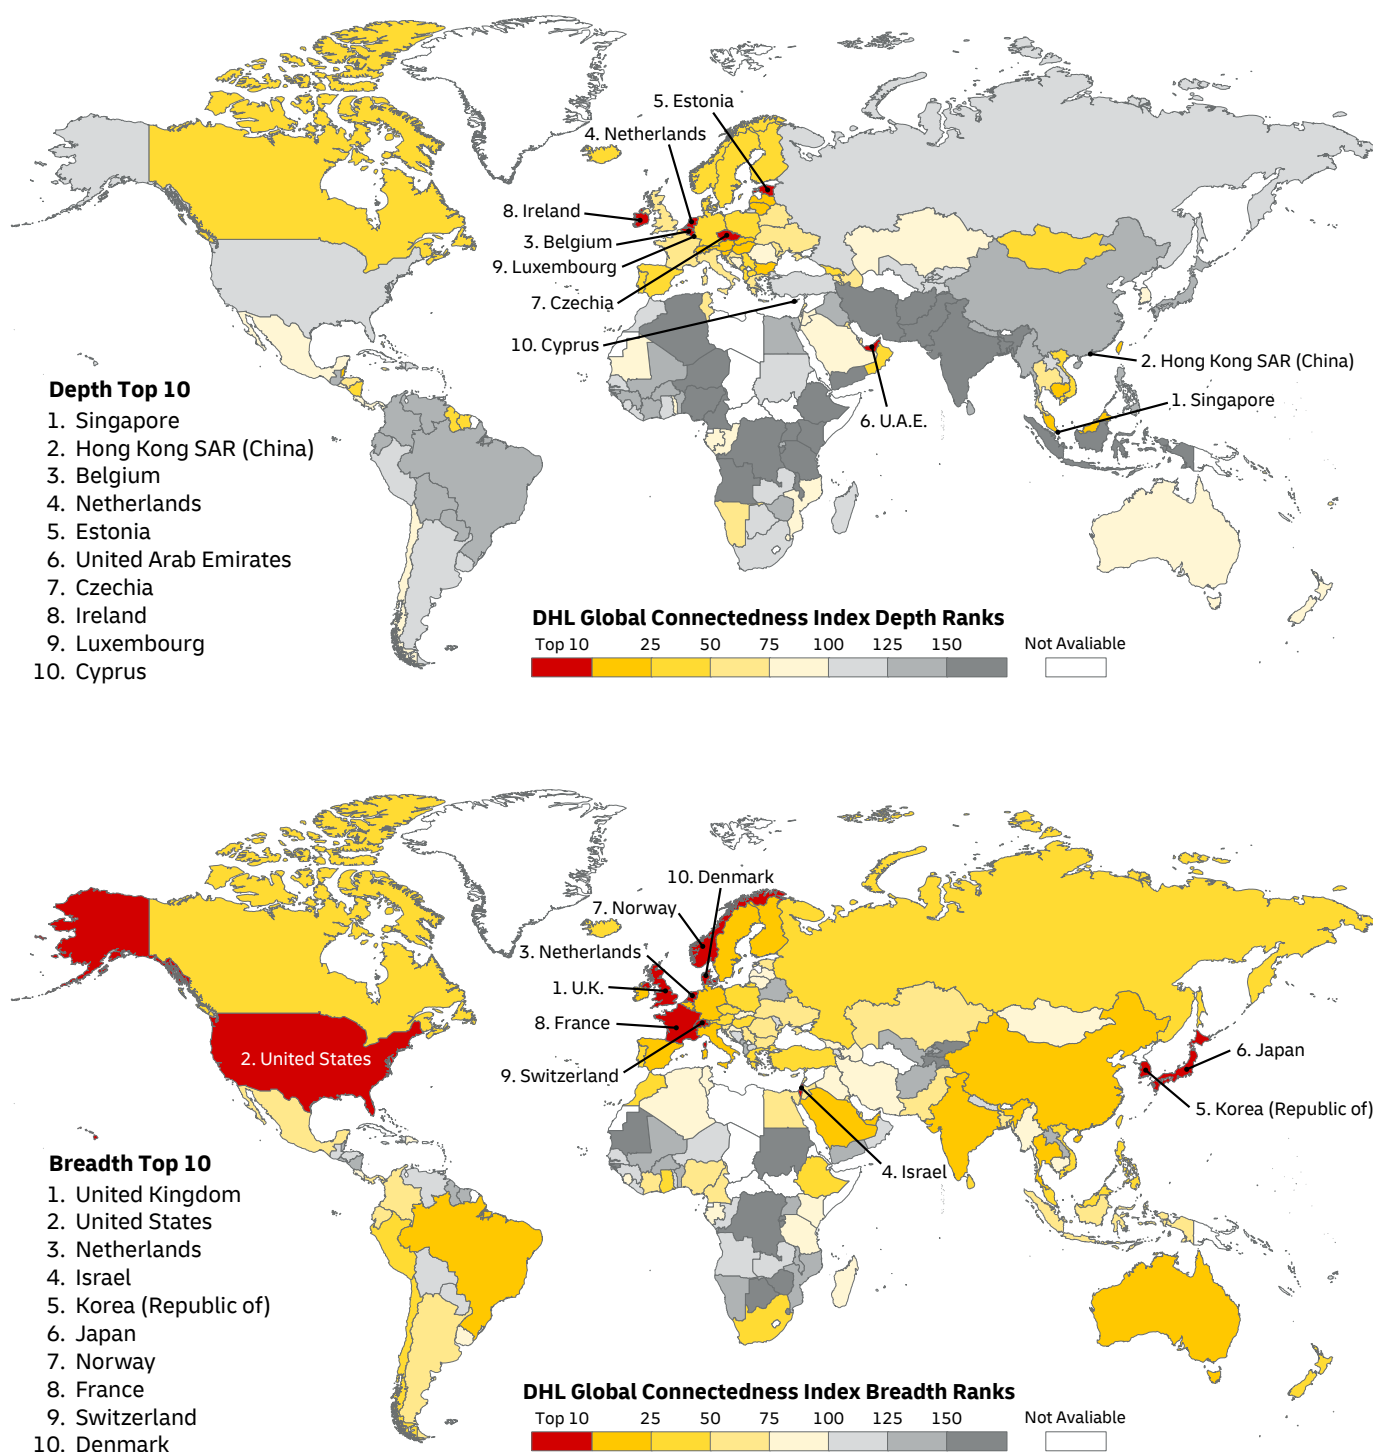 5. Estonia
4. Netherlands
8. Ireland
3. Belgium
9. Luxembourg
7. Czechia
10. Cyprus
6. U.A.E.
2. Hong Kong SAR (China)
1. Singapore
Depth Top 10
1. Singapore
2. Hong Kong SAR (China)
3. Belgium
4. Netherlands
5. Estonia
6. United Arab Emirates
7. Czechia
8. Ireland
9. Luxembourg
10. Cyprus
DHL Global Connectedness Index Depth Ranks
Top 10 25 50 75 100 125 150 Not Avaliable
10. Denmark
7. Norway
3. Netherlands
1. U.K.
8. France
2. United States
9. Switzerland
6. Japan
5. Korea (Republic of)
4. Israel
Breadth Top 10
1. United Kingdom
2. United States
3. Netherlands
4. Israel
5. Korea (Republic of)
6. Japan
7. Norway
8. France
9. Switzerland
10. Denmark
DHL Global Connectedness Index Breadth Ranks
Top 10 25 50 75 100 125 150 Not Avaliable